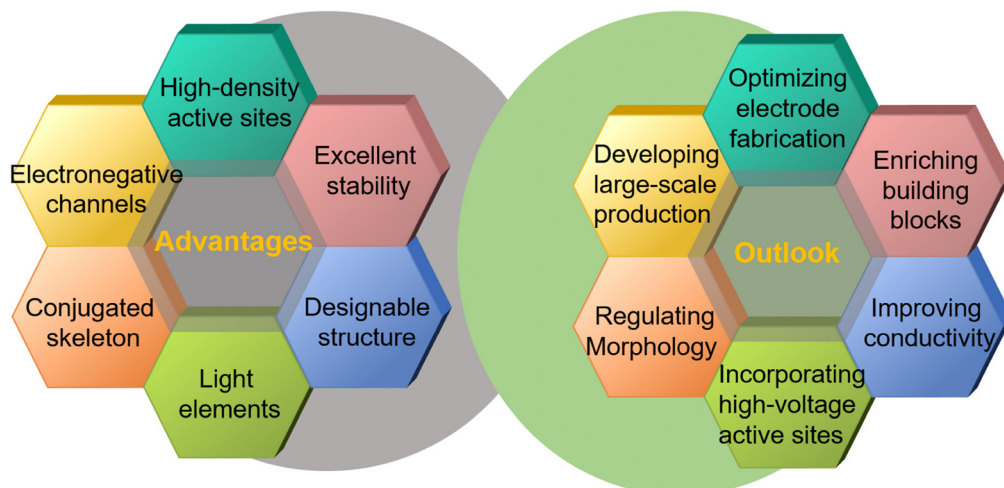 High-density
active sites
Excellent
stability
Designable
structure
Light
elements
Conjugated
skeleton
Electronegative
channels
Advantages
Optimizing
electrode
fabrication
Enriching
building
blocks
Improving
conductivity
Incorporating
high-voltage
active sites
Regulating
Morphology
Developing
large-scale
production
Outlook